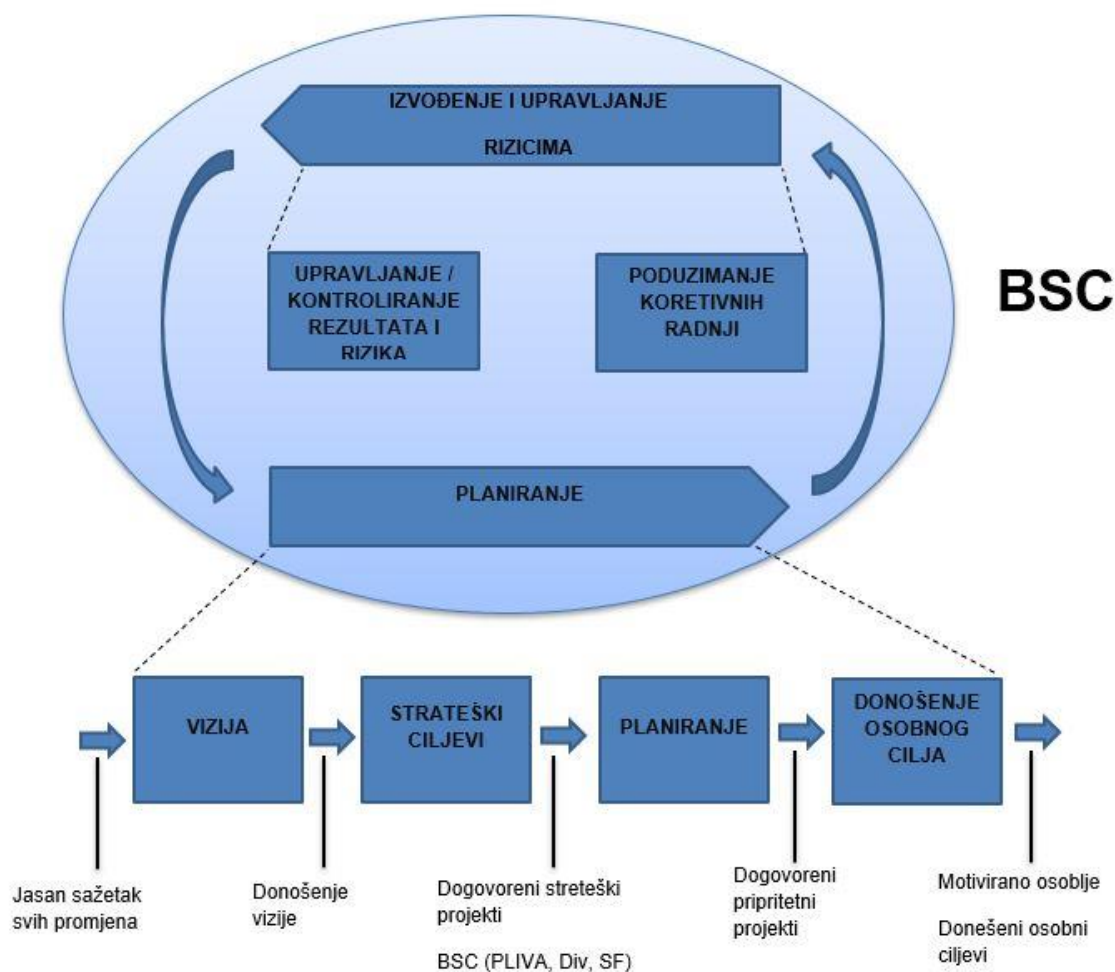 IZVOĐENJE I UPRAVLJANJE
RIZICIMA
UPRAVLJANJE /
KONTROLIRANJE
REZULTATA I
RIZIKA
PODUZIMANJE
KORETIVNIH
RADNJI
BSC
PLANIRANJE
VIZIJA
STRATEŠKI
CILJEVI
PLANIRANJE
DONOŠENJE
OSOBNOG
CILJA
Jasan sažetak
svih promjena
Donošenje
vizije
Dogovoreni streteški
projekti
BSC (PLIVA, Div, SF)
Dogovoreni
pripritetni
projekti
Motivirano osoblje
Donešeni osobni
ciljevi